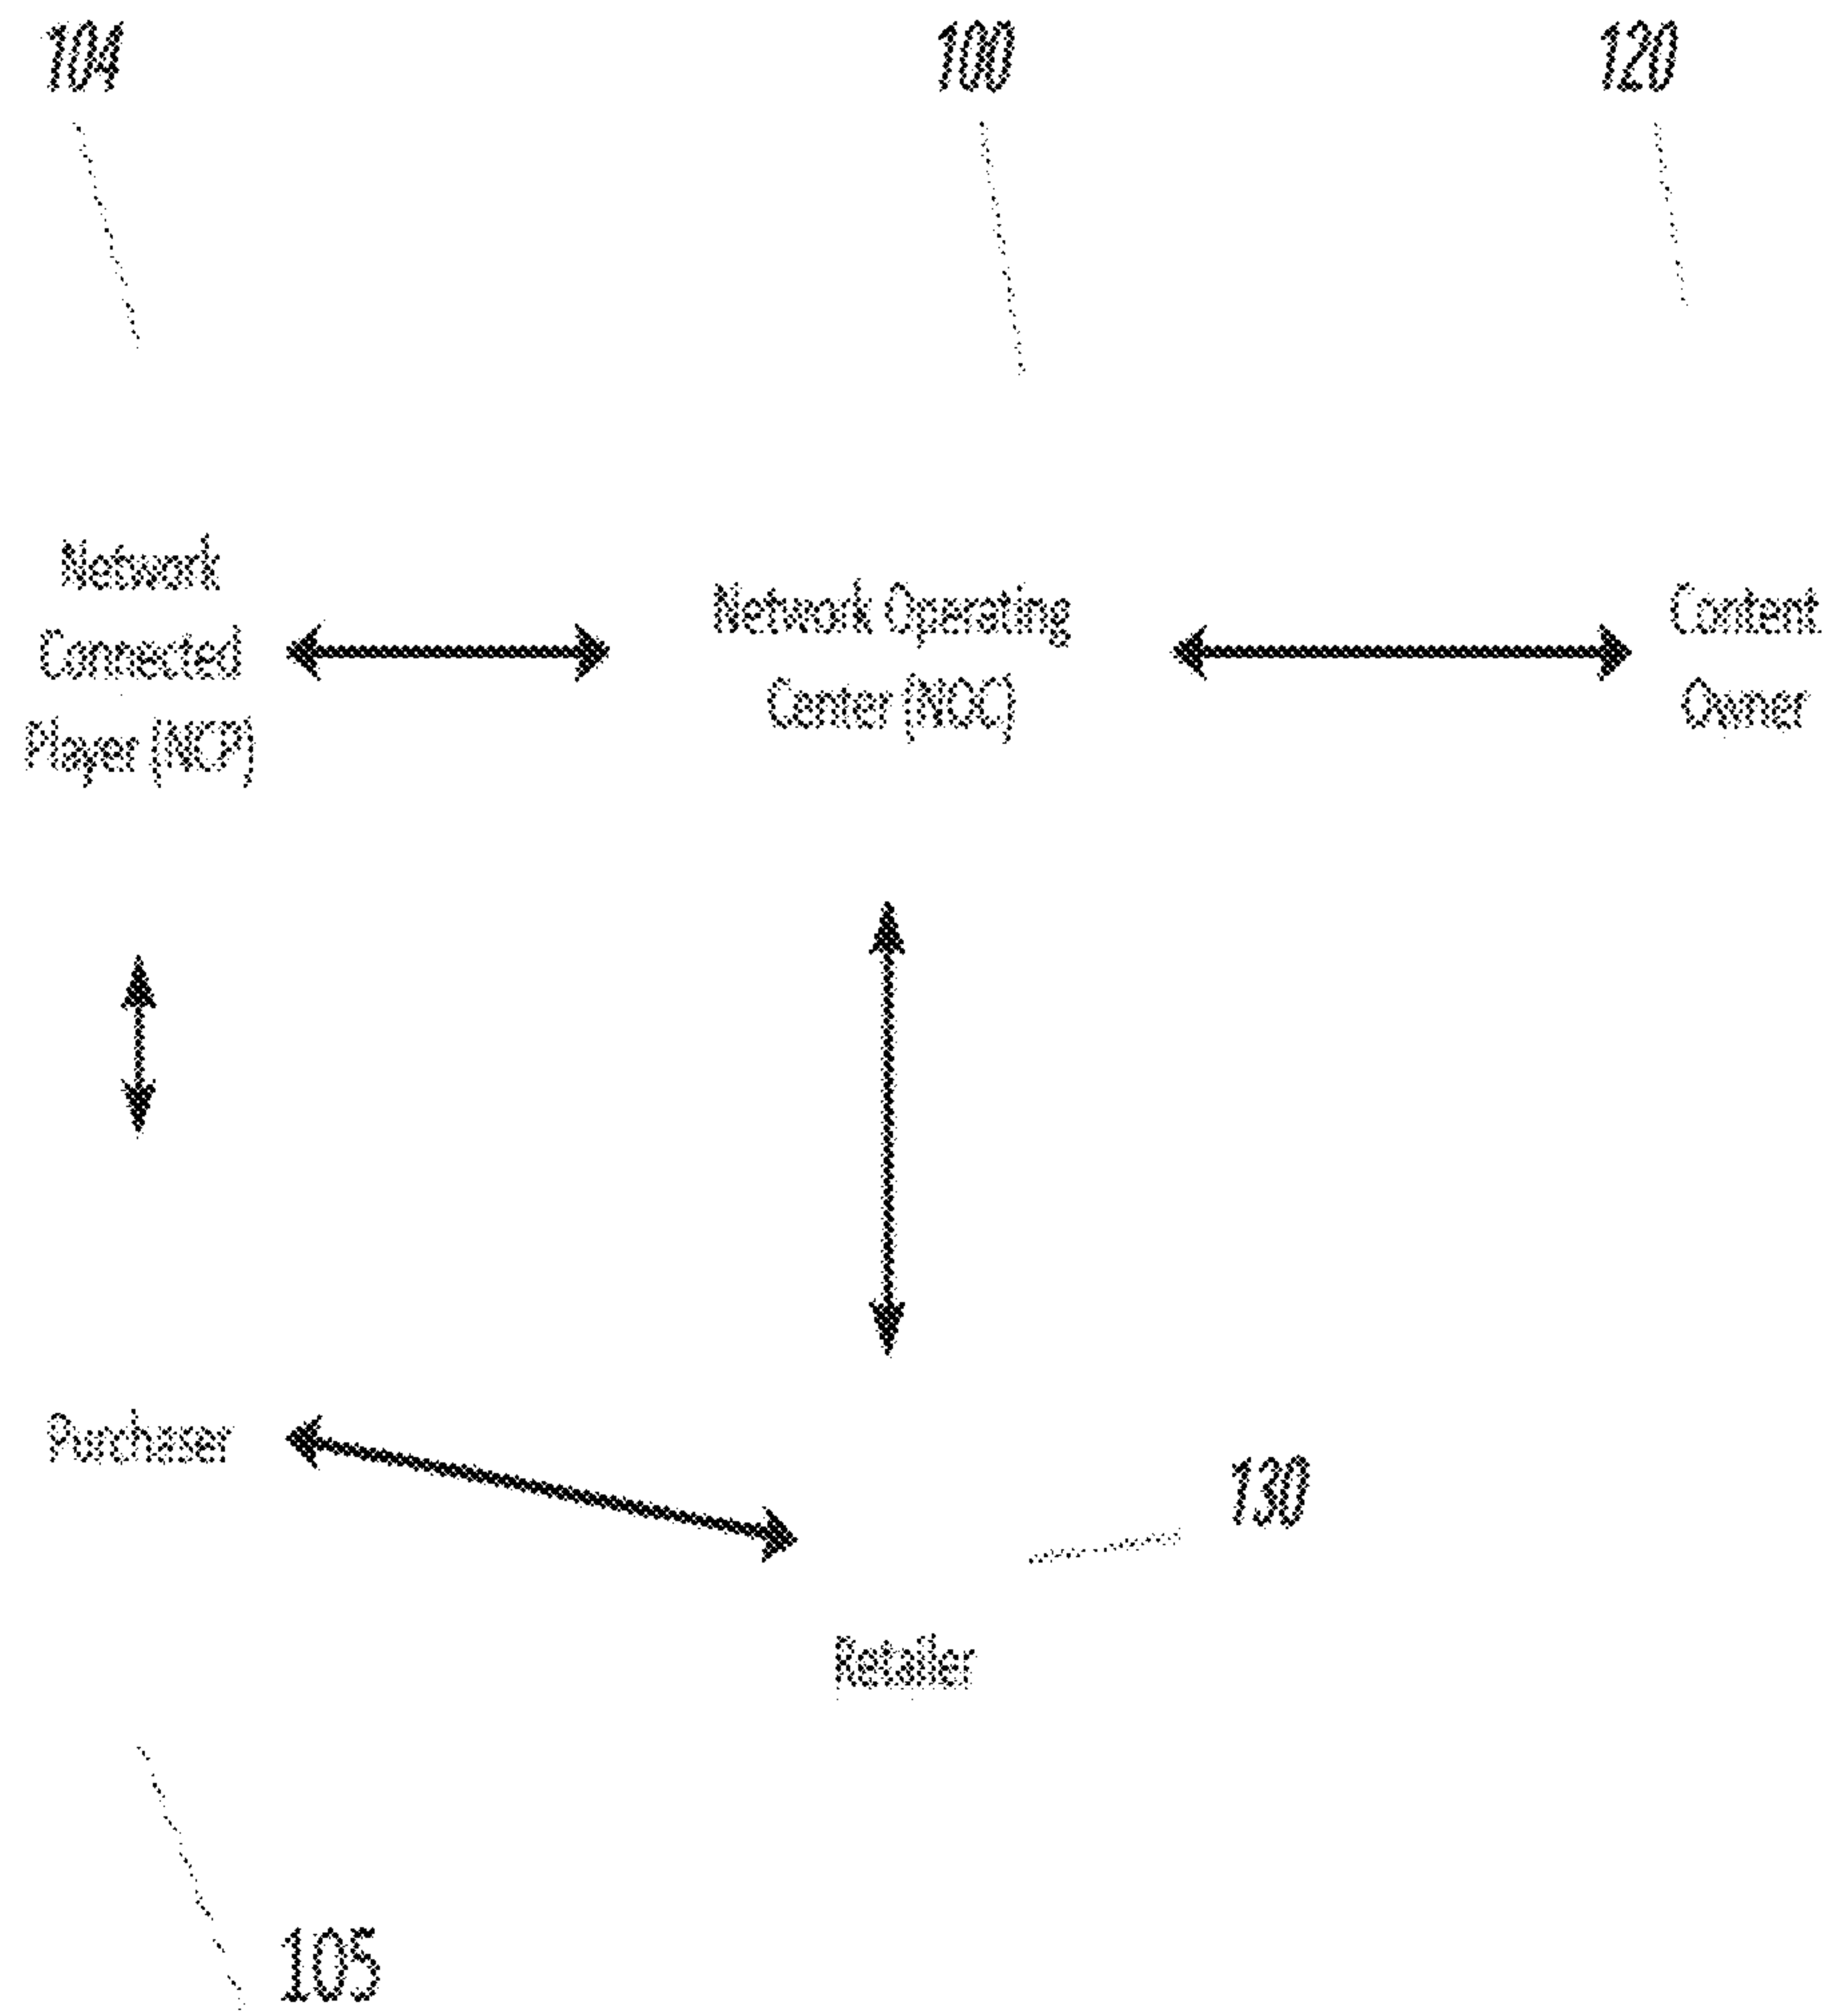 104
100
120
Network
Connected
Player (NCP)
Network Operating
Center (NOC)
Content
Owner
Purchaser
130
Retailer
105